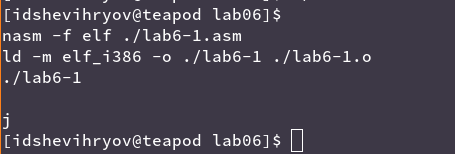 [idshevihryov@teapod lab06]$
nasm -f elf ./lab6-1.asm
ld -m elf_i386 -o ./lab6-1 ./lab6-1.o
./lab6-1
j
[idshevihryov@teapod lab06]$